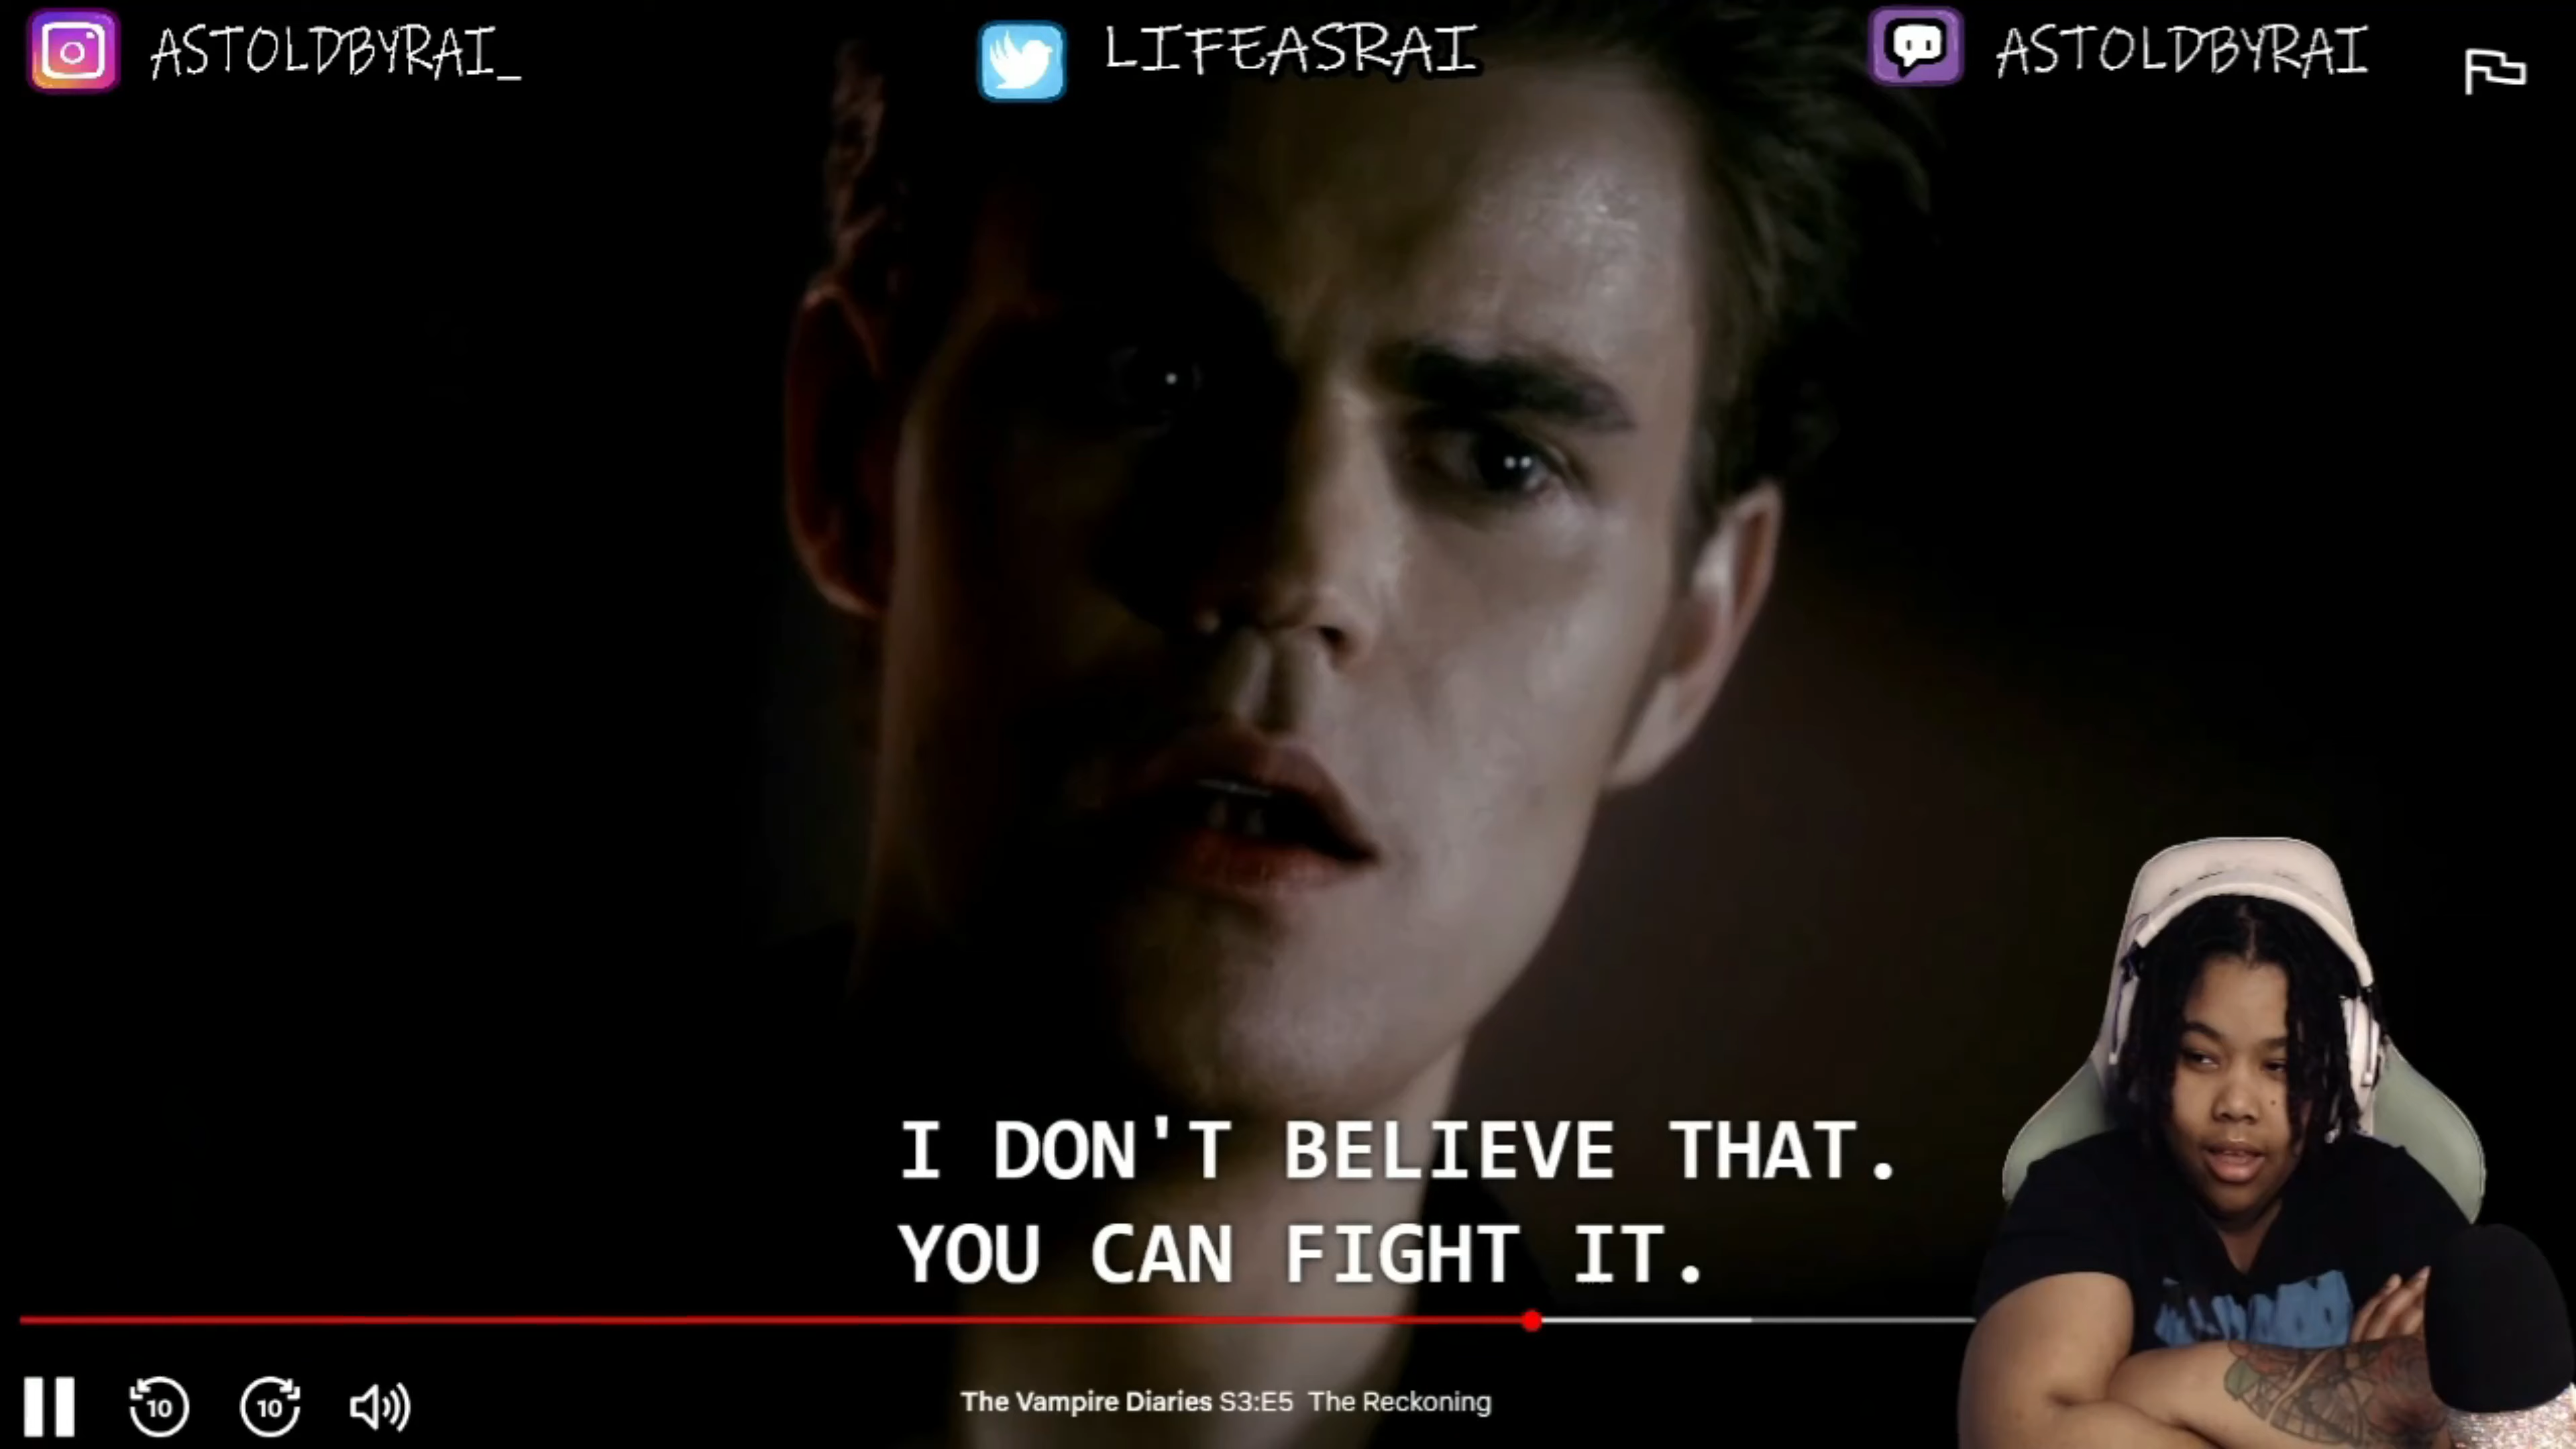 ASTOLDBYRAI_
LIFEASRAI
ASTOLDBYRAI
I DON'T BELIEVE THAT.
YOU CAN FIGHT IT.
10
10
The Vampire Diaries S3:E5 The Reckoning